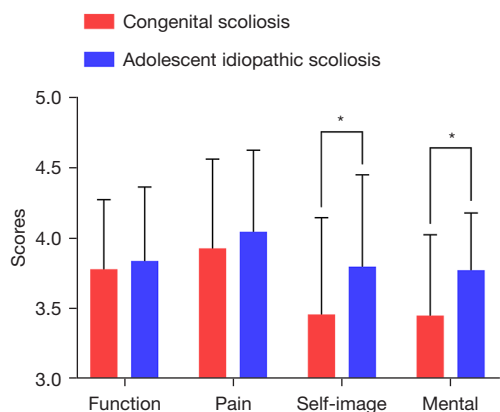 Congenital scoliosis
Adolescent idiopathic scoliosis
5.0
4.5
4.0
3.5
3.0
Scores
*
*
Function Pain Self-image Mental